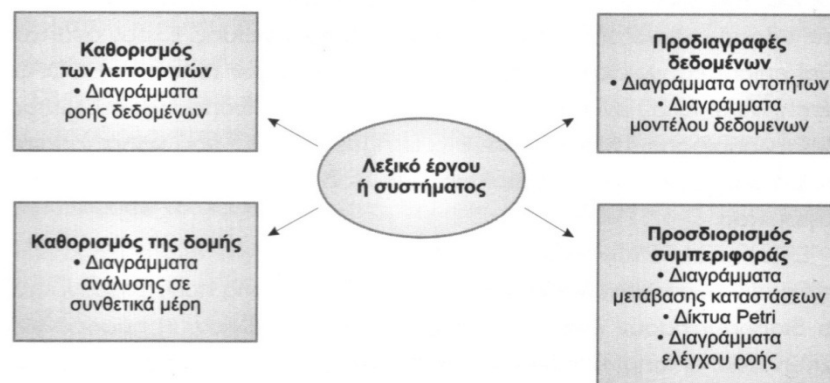 Καθορισμός
των λειτουργιών
• Διαγράμματα
ροής δεδομένων
Προδιαγραφές
δεδομένων
• Διαγράμματα οντοτήτων
• Διαγράμματα
μοντέλου δεδομενων
Λεξικό έργου
ή συστήματος
Καθορισμός της δομής
• Διαγράμματα
ανάλυσης σε
συνθετικά μέρη
Προσδιορισμός
συμπεριφοράς
• Διαγράμματα
μετάβασης καταστάσεων
• Δίκτυα Petri
• Διαγράμματα
ελέγχου ροής